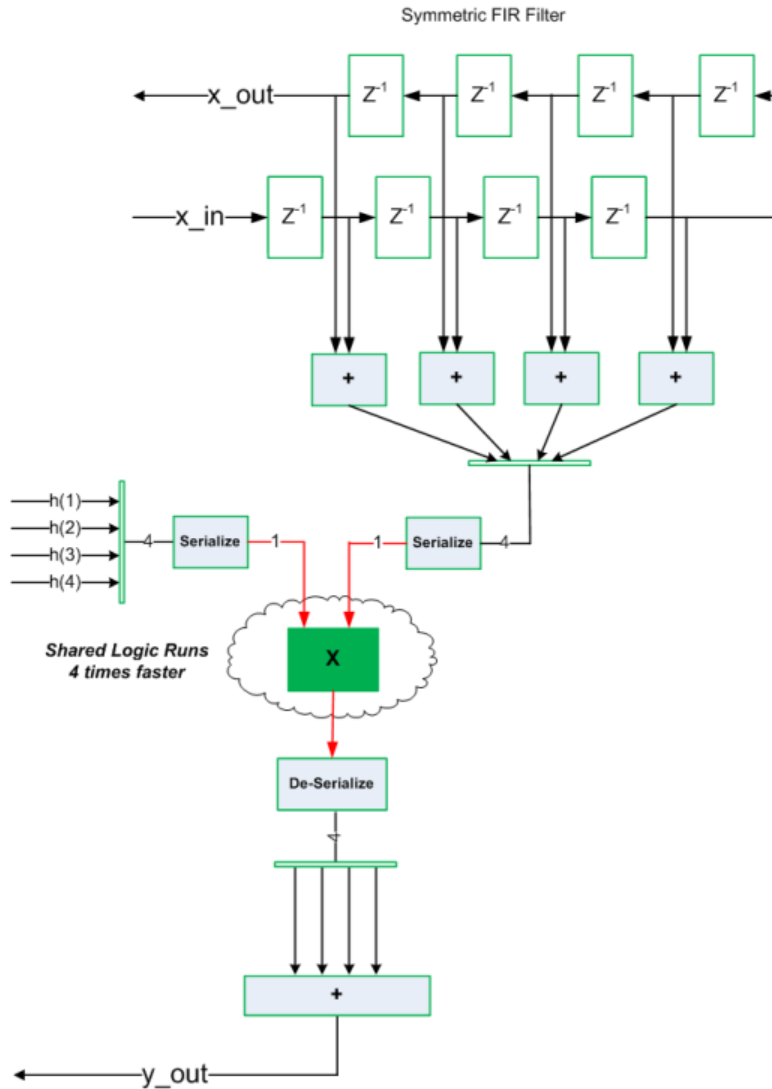 Symmetric FIR Filter
x_out Z⁻¹ Z⁻¹ Z⁻¹ Z⁻¹
x_in Z⁻¹ Z⁻¹ Z⁻¹ Z⁻¹
+ + + +
h(1)
h(2)
h(3)
h(4)
4 Serialize 1 1 Serialize 4
Shared Logic Runs
4 times faster
X
De-Serialize
4
+
y_out